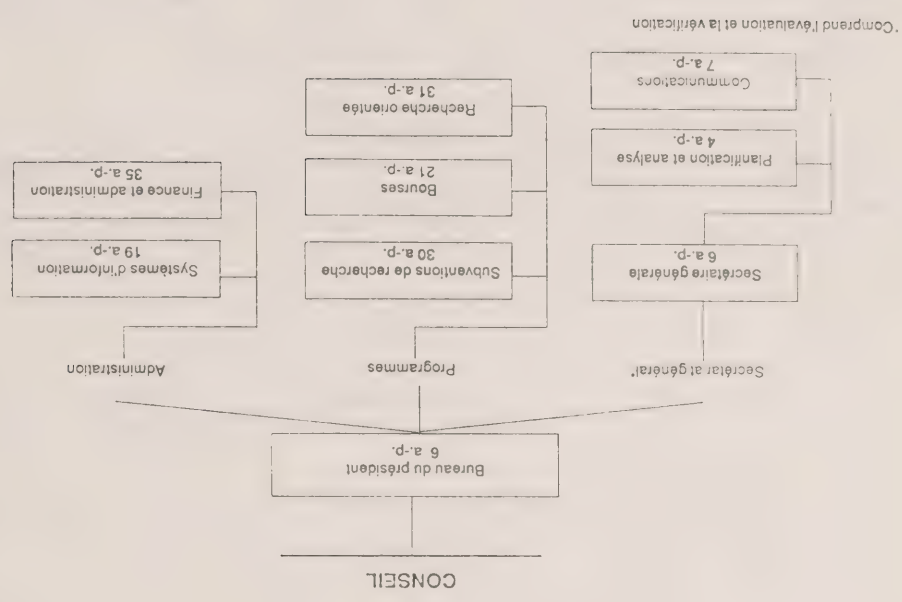 CONSEIL
Bureau du président
6 a.-p.
Secrétariat général*
Programmes
Administration
Secrétaire générale
6 a.-p.
Subventions de recherche
30 a.-p.
Systèmes d'information
19 a.-p.
Planification et analyse
4 a.-p.
Bourses
21 a.-p.
Finance et administration
35 a.-p.
Communications
7 a.-p.
Recherche orientée
31 a.-p.
*Comprend l'évaluation et la vérification